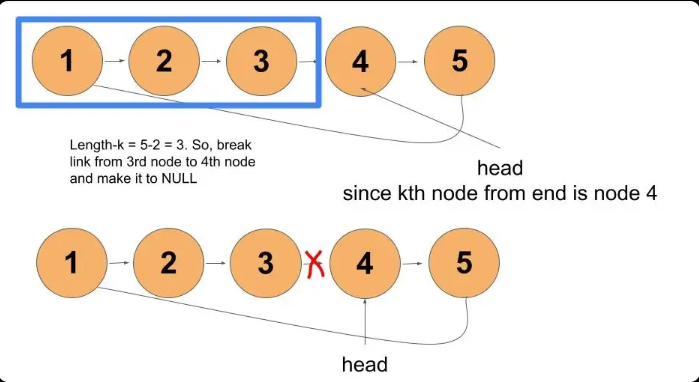 1 2 3 4 5
Length-k = 5-2 = 3. So, break
link from 3rd node to 4th node
and make it to NULL
head
since kth node from end is node 4
1 2 3 X 4 5
head